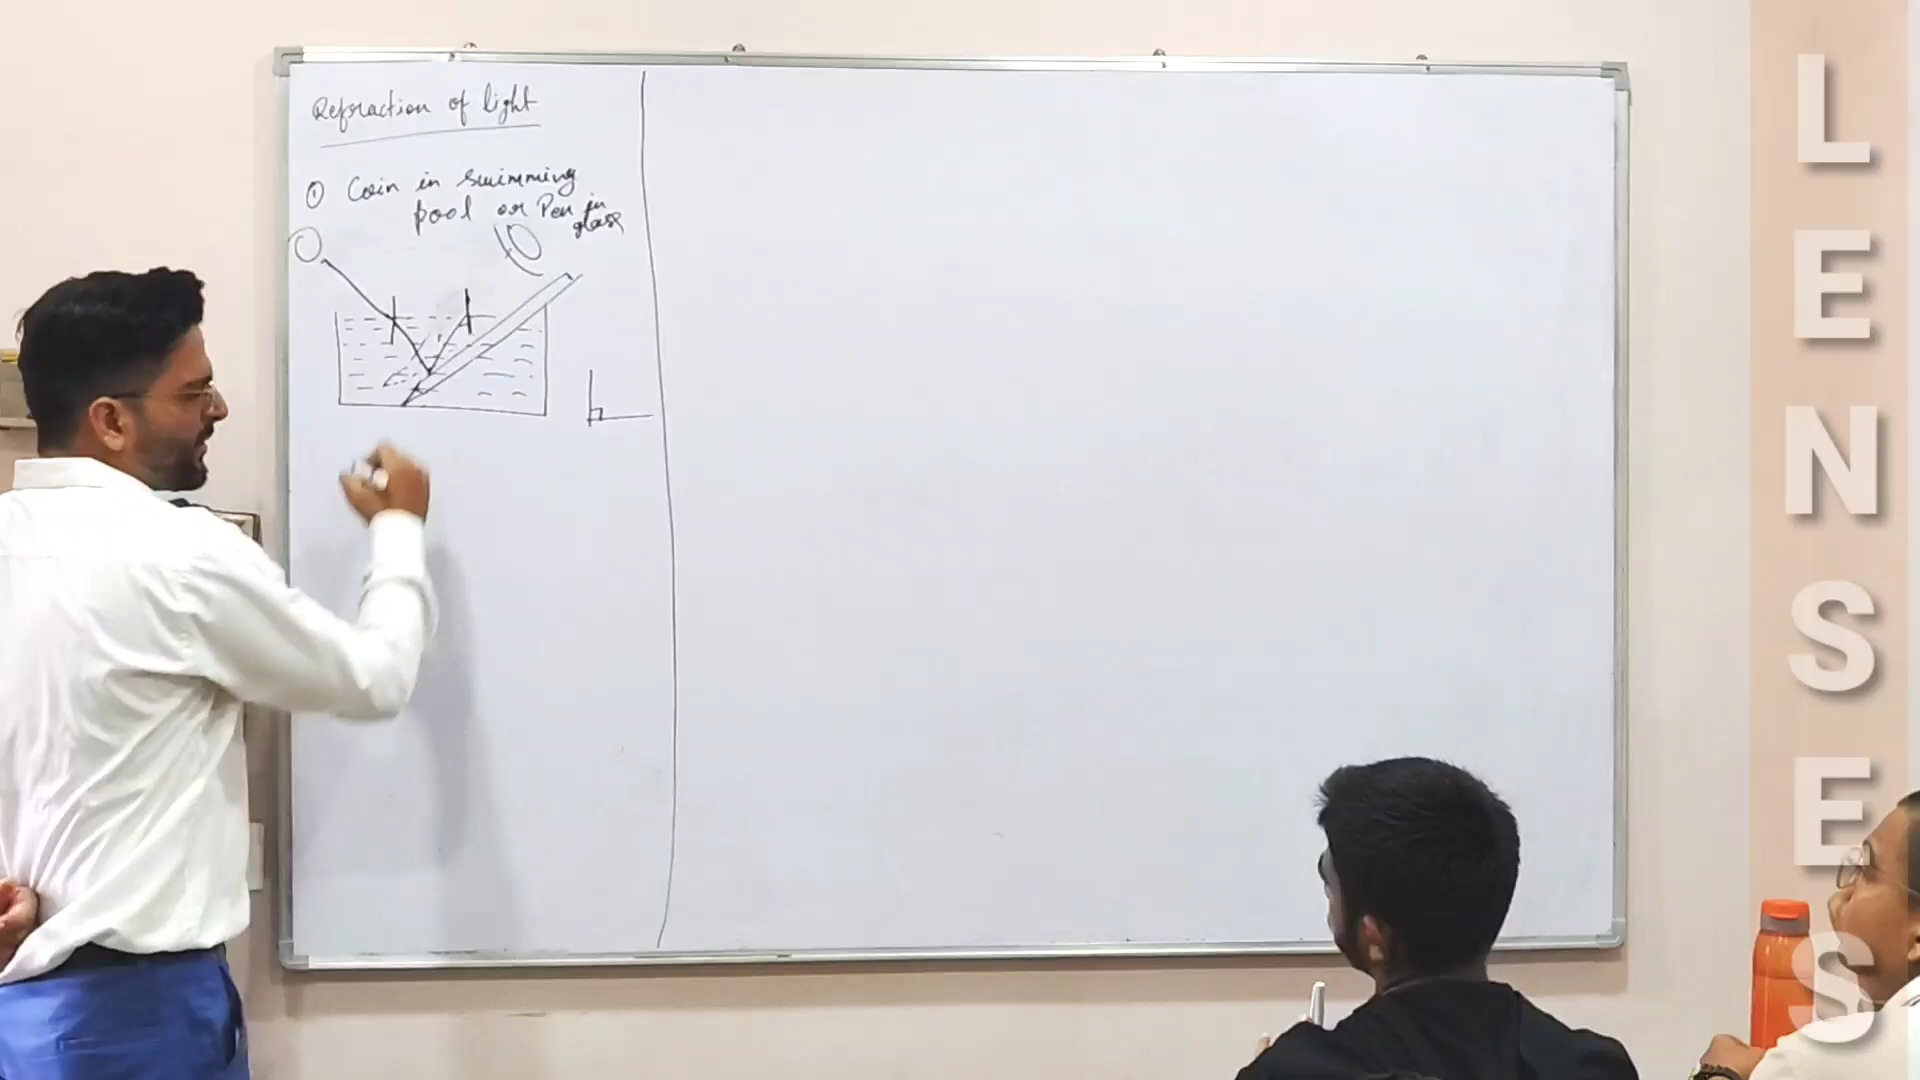 Refraction of light
① Coin in swimming
pool or Pen in
glass
LENSES